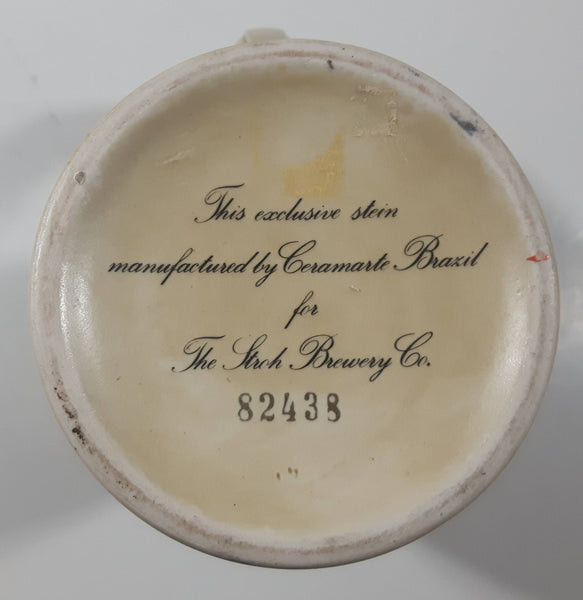 This exclusive stein
manufactured by Ceramarte Brazil
for
The Stroh Brewery Co.
82438